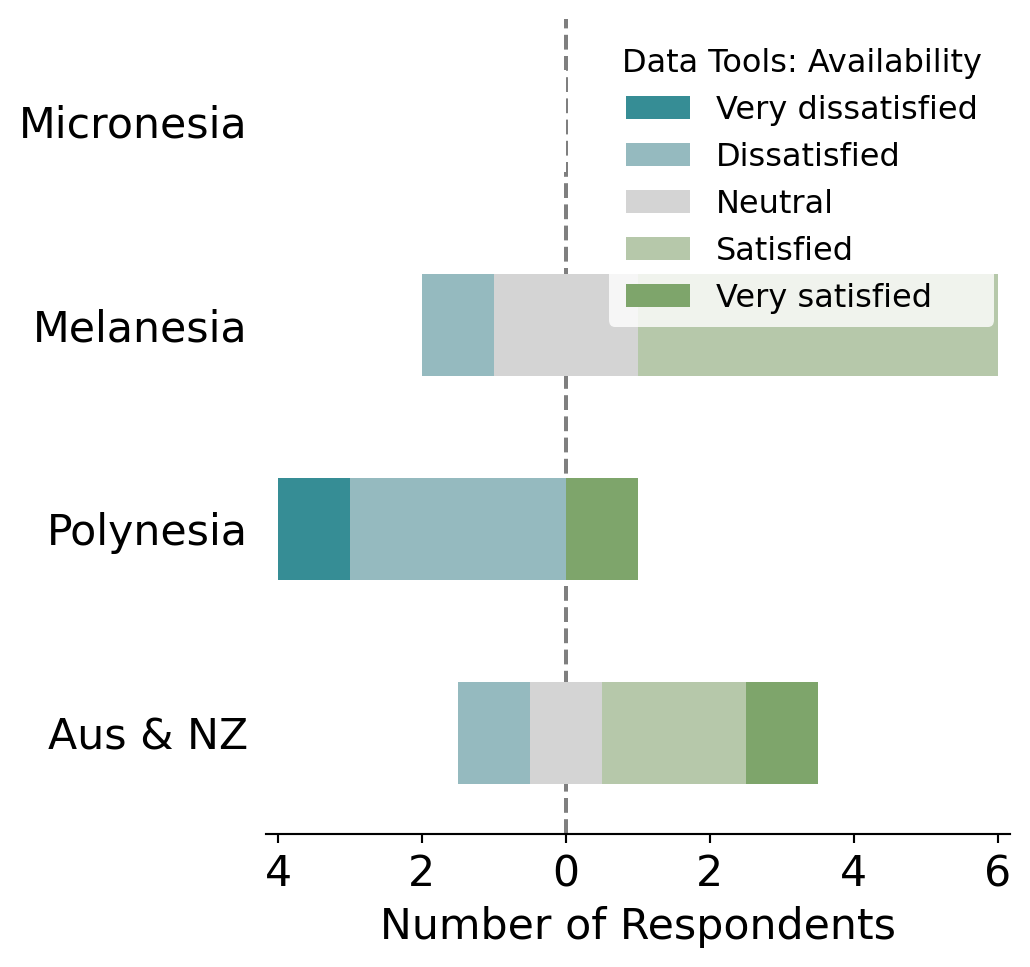 Data Tools: Availability
Very dissatisfied
Dissatisfied
Neutral
Satisfied
Very satisfied
Micronesia
Melanesia
Polynesia
Aus & NZ
4 2 0 2 4 6
Number of Respondents